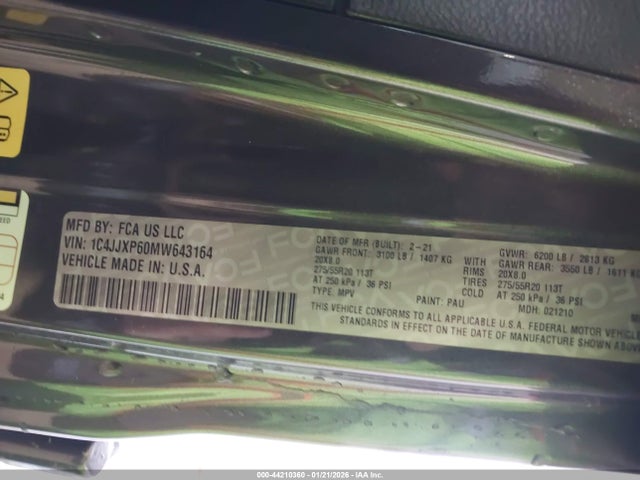 MFD BY: FCA US LLC
VIN: 1C4JJXP60MW643164
VEHICLE MADE IN: U.S.A.
DATE OF MFR (BUILT): 2-21
GAWR FRONT: 3100 LB / 1407 KG WITH
20X8.0 RIMS
275/55R20 113T TIRES
AT 250 kPa / 36 PSI COLD
TYPE: MPV
PAINT: PAU
GVWR: 6200 LB / 2813 KG
GAWR REAR: 3550 LB / 1611 KG
20X8.0
275/55R20 113T
AT 250 kPa / 36 PSI
MDH: 021210
THIS VEHICLE CONFORMS TO ALL APPLICABLE U.S.A. FEDERAL MOTOR VEHICLE
STANDARDS IN EFFECT ON THE DATE OF MANUFACTURE SHOWN ABOVE
000-44210360 - 01/21/2026 - IAA Inc.